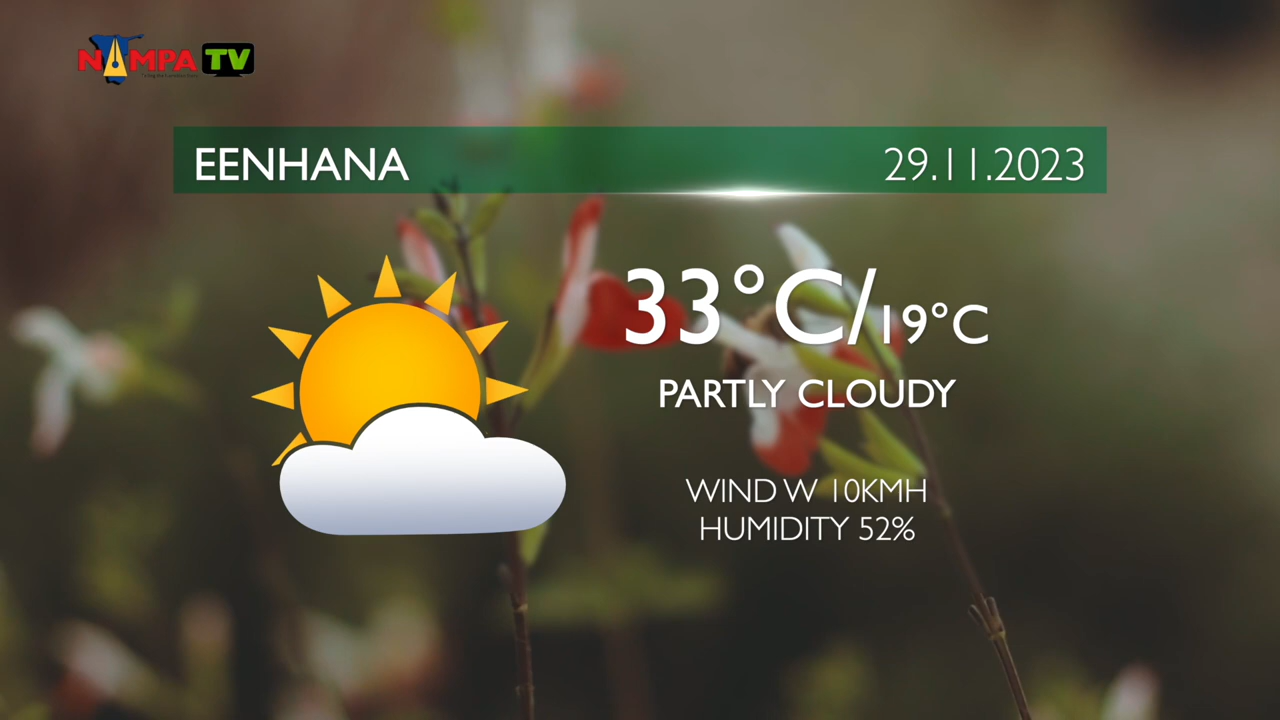 NAMPA TV
EENHANA 29.11.2023
33°C/19°C
PARTLY CLOUDY
WIND W 10KMH
HUMIDITY 52%